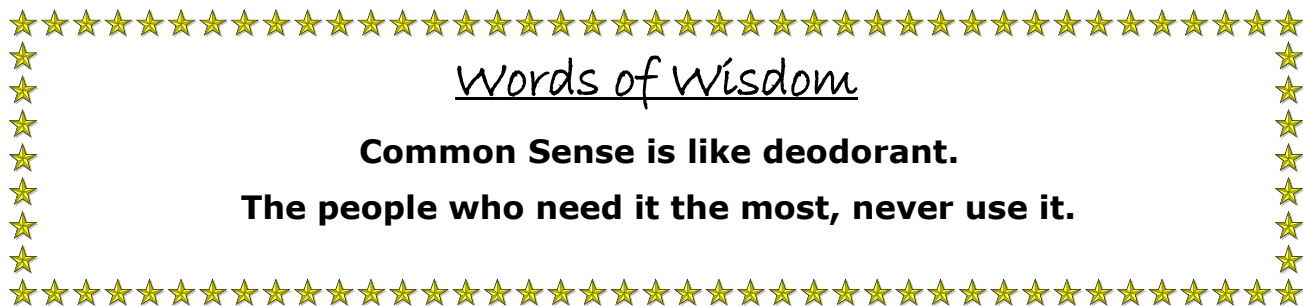 Words of Wisdom
Common Sense is like deodorant.
The people who need it the most, never use it.